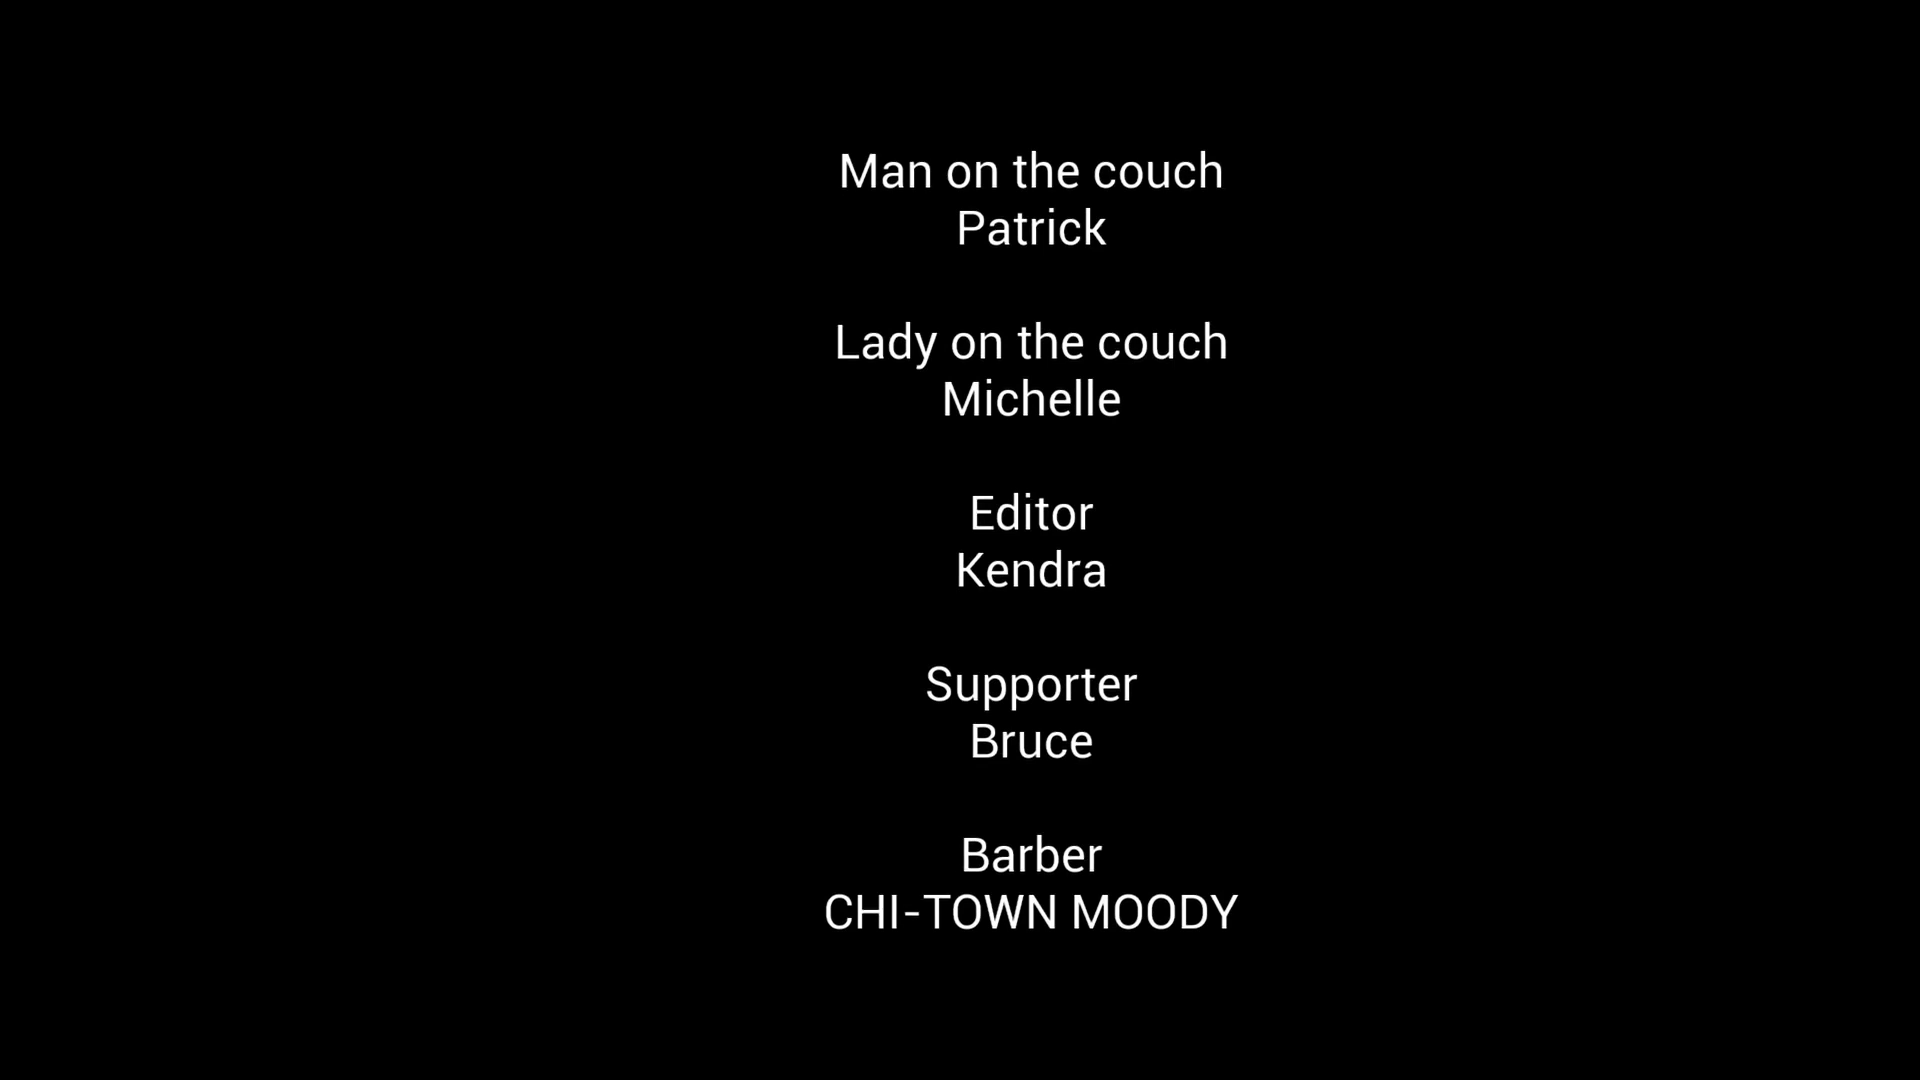 Man on the couch
Patrick
Lady on the couch
Michelle
Editor
Kendra
Supporter
Bruce
Barber
CHI-TOWN MOODY